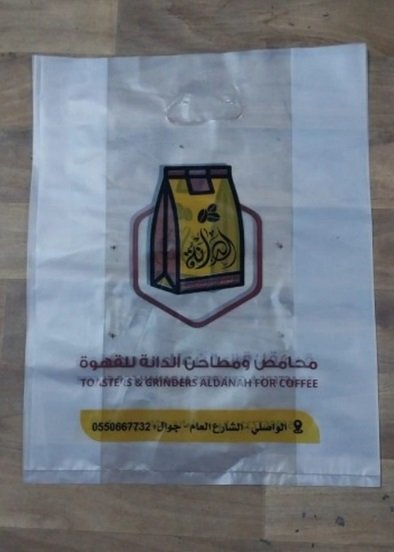 الدانة
محامص ومطاحن الدانة للقهوة
TOASTERS & GRINDERS ALDANAH FOR COFFEE
الواصلي - الشارع العام - جوال: 0550667732